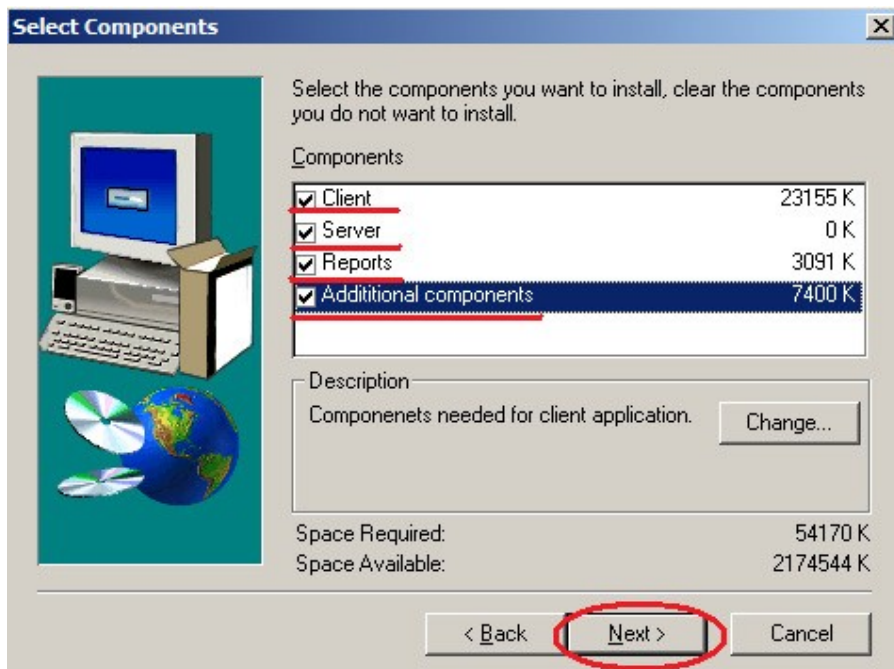 Select Components
Select the components you want to install, clear the components
you do not want to install.
Components
Client 23155 K
Server 0 K
Reports 3091 K
Addititional components 7400 K
Description
Componenets needed for client application.
Change...
Space Required: 54170 K
Space Available: 2174544 K
< Back Next > Cancel